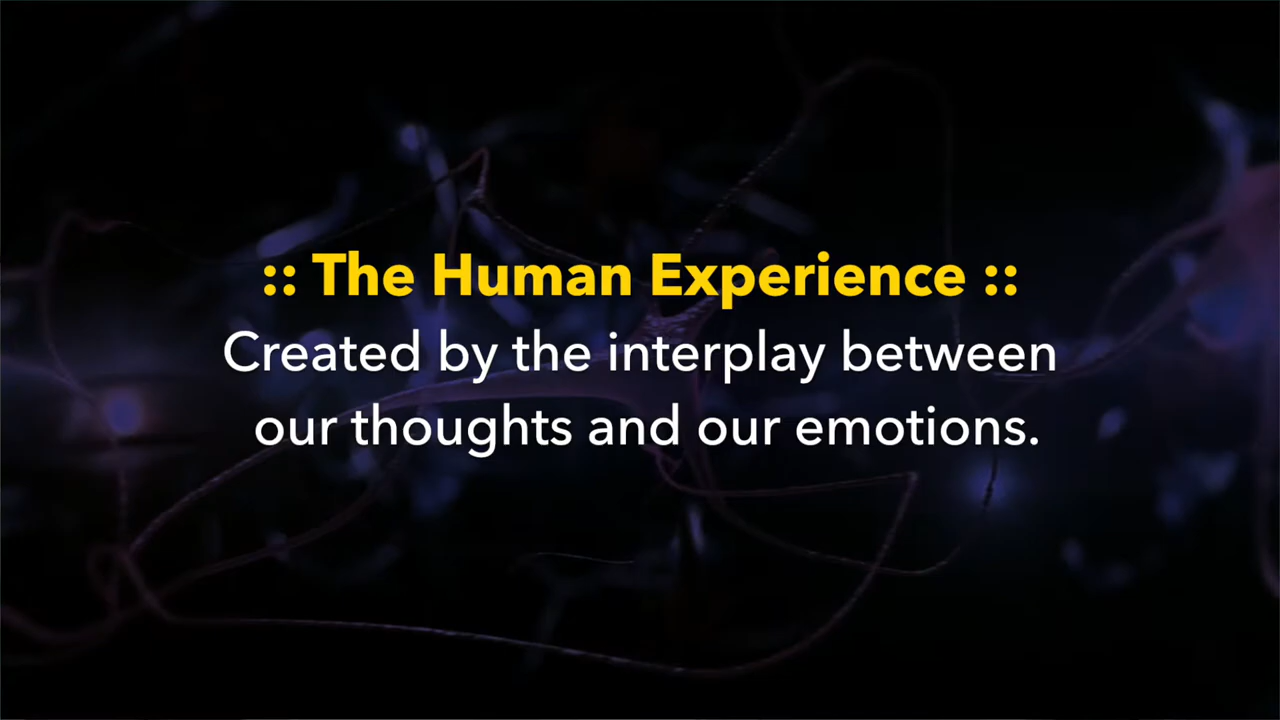 :: The Human Experience ::
Created by the interplay between
our thoughts and our emotions.